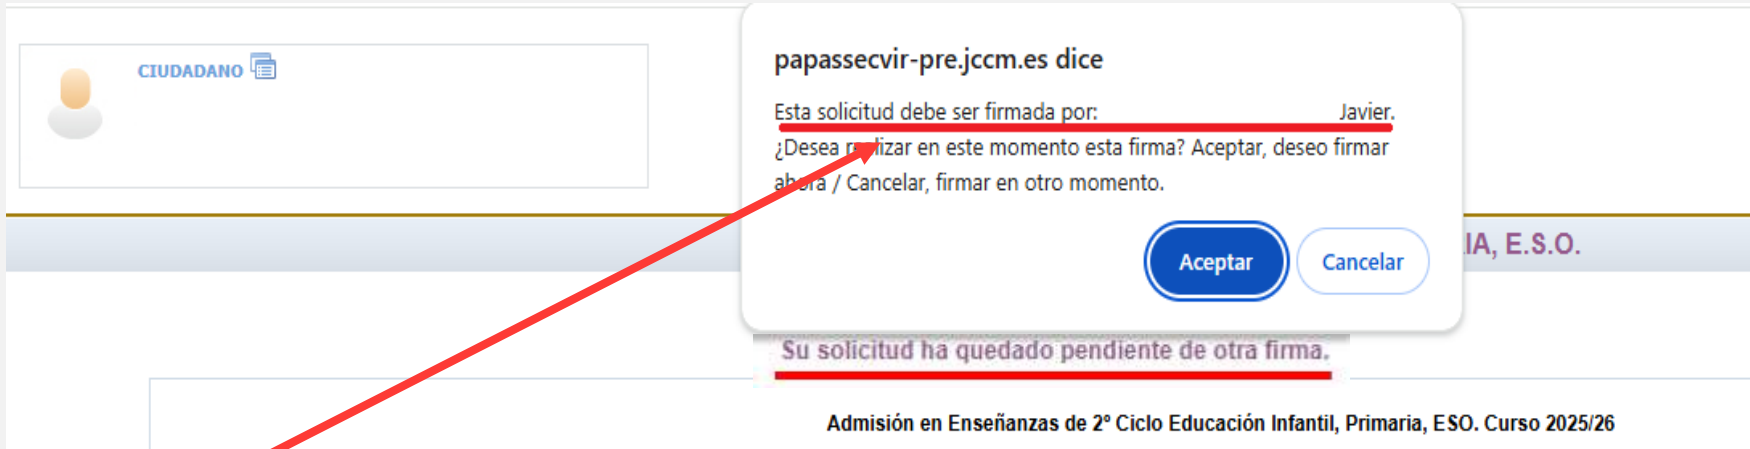 CIUDADANO
papassecvir-pre.jccm.es dice
Esta solicitud debe ser firmada por: Javier.
¿Desea realizar en este momento esta firma? Aceptar, deseo firmar
ahora / Cancelar, firmar en otro momento.
Aceptar Cancelar
IA, E.S.O.
Su solicitud ha quedado pendiente de otra firma.
Admisión en Enseñanzas de 2º Ciclo Educación Infantil, Primaria, ESO. Curso 2025/26